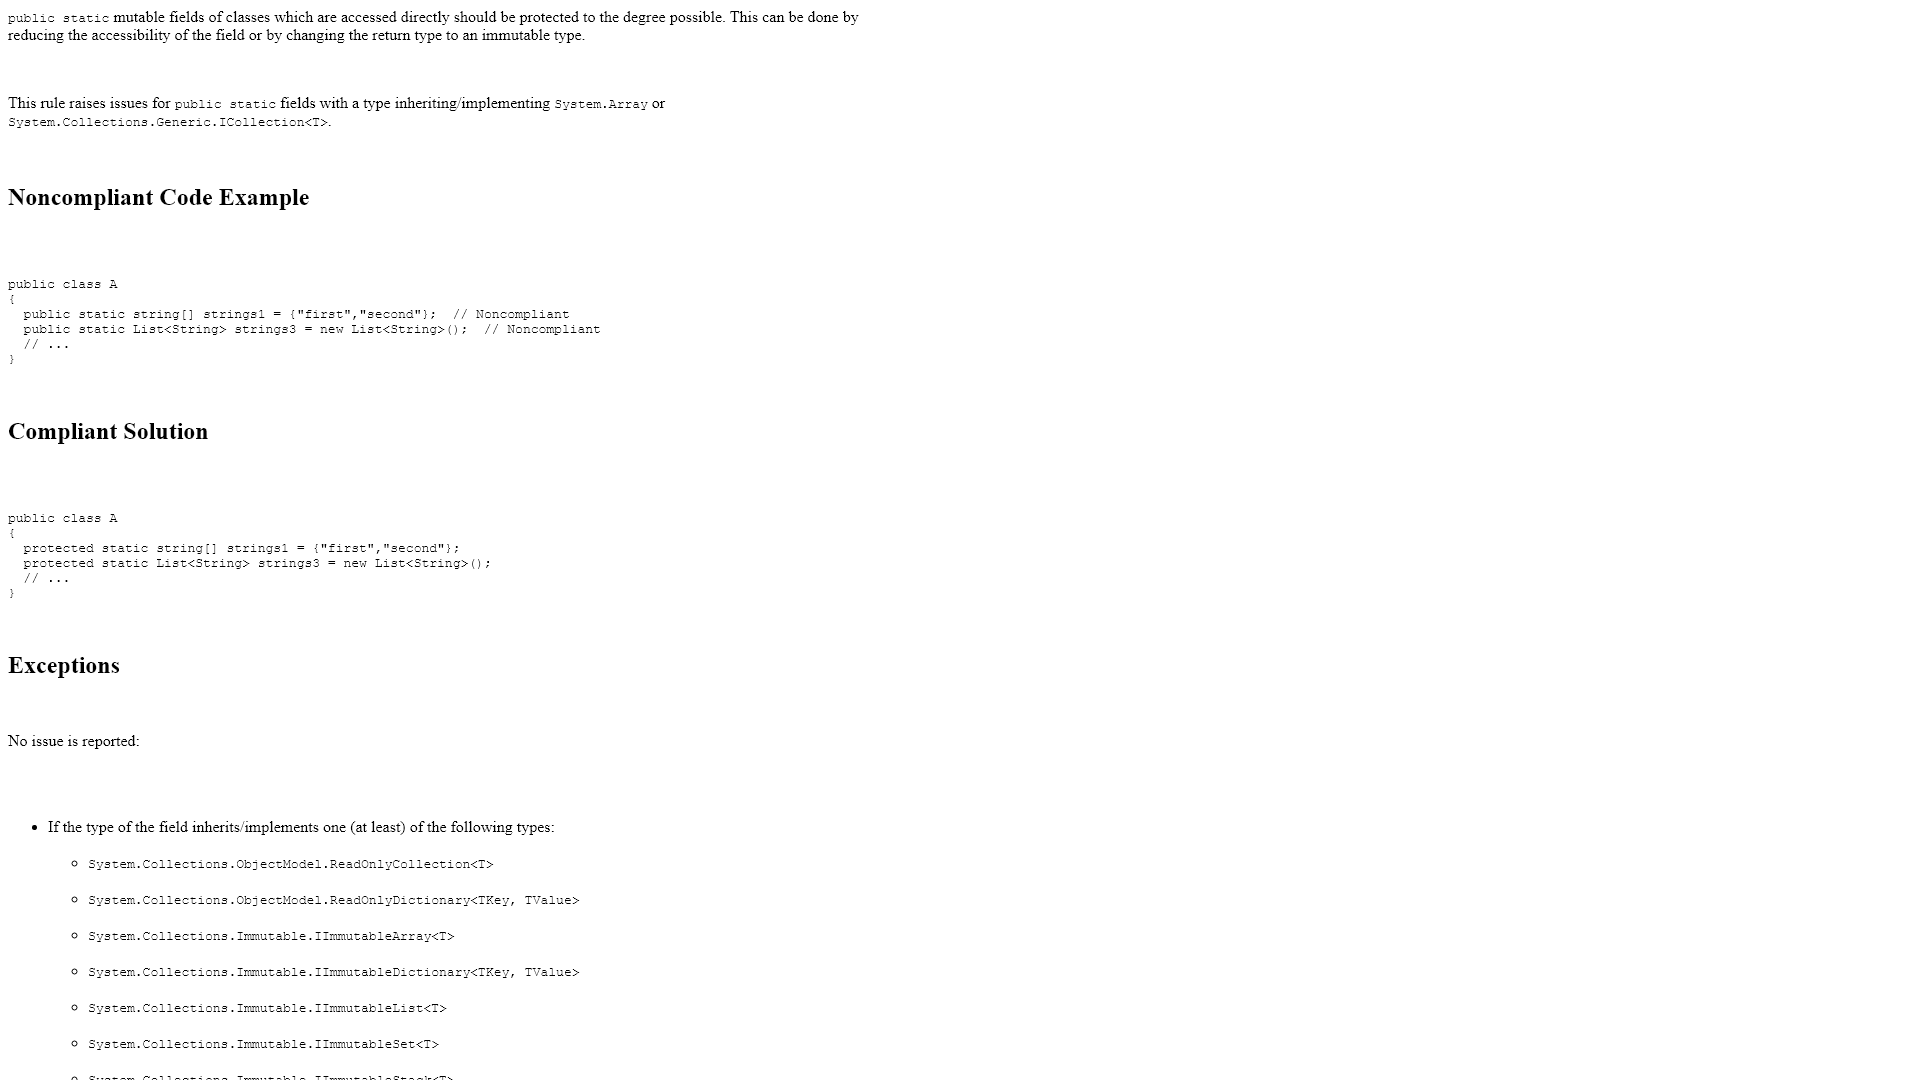 public static mutable fields of classes which are accessed directly should be protected to the degree possible. This can be done by
reducing the accessibility of the field or by changing the return type to an immutable type.
This rule raises issues for public static fields with a type inheriting/implementing System.Array or
System.Collections.Generic.ICollection<T>.
Noncompliant Code Example
public class A
{
  public static string[] strings1 = {"first","second"};  // Noncompliant
  public static List<String> strings3 = new List<String>();  // Noncompliant
  // ...
}
Compliant Solution
public class A
{
  protected static string[] strings1 = {"first","second"};
  protected static List<String> strings3 = new List<String>();
  // ...
}
Exceptions
No issue is reported:
• If the type of the field inherits/implements one (at least) of the following types:
◦ System.Collections.ObjectModel.ReadOnlyCollection<T>
◦ System.Collections.ObjectModel.ReadOnlyDictionary<TKey, TValue>
◦ System.Collections.Immutable.IImmutableArray<T>
◦ System.Collections.Immutable.IImmutableDictionary<TKey, TValue>
◦ System.Collections.Immutable.IImmutableList<T>
◦ System.Collections.Immutable.IImmutableSet<T>
◦ System.Collections.Immutable.IImmutableStack<T>